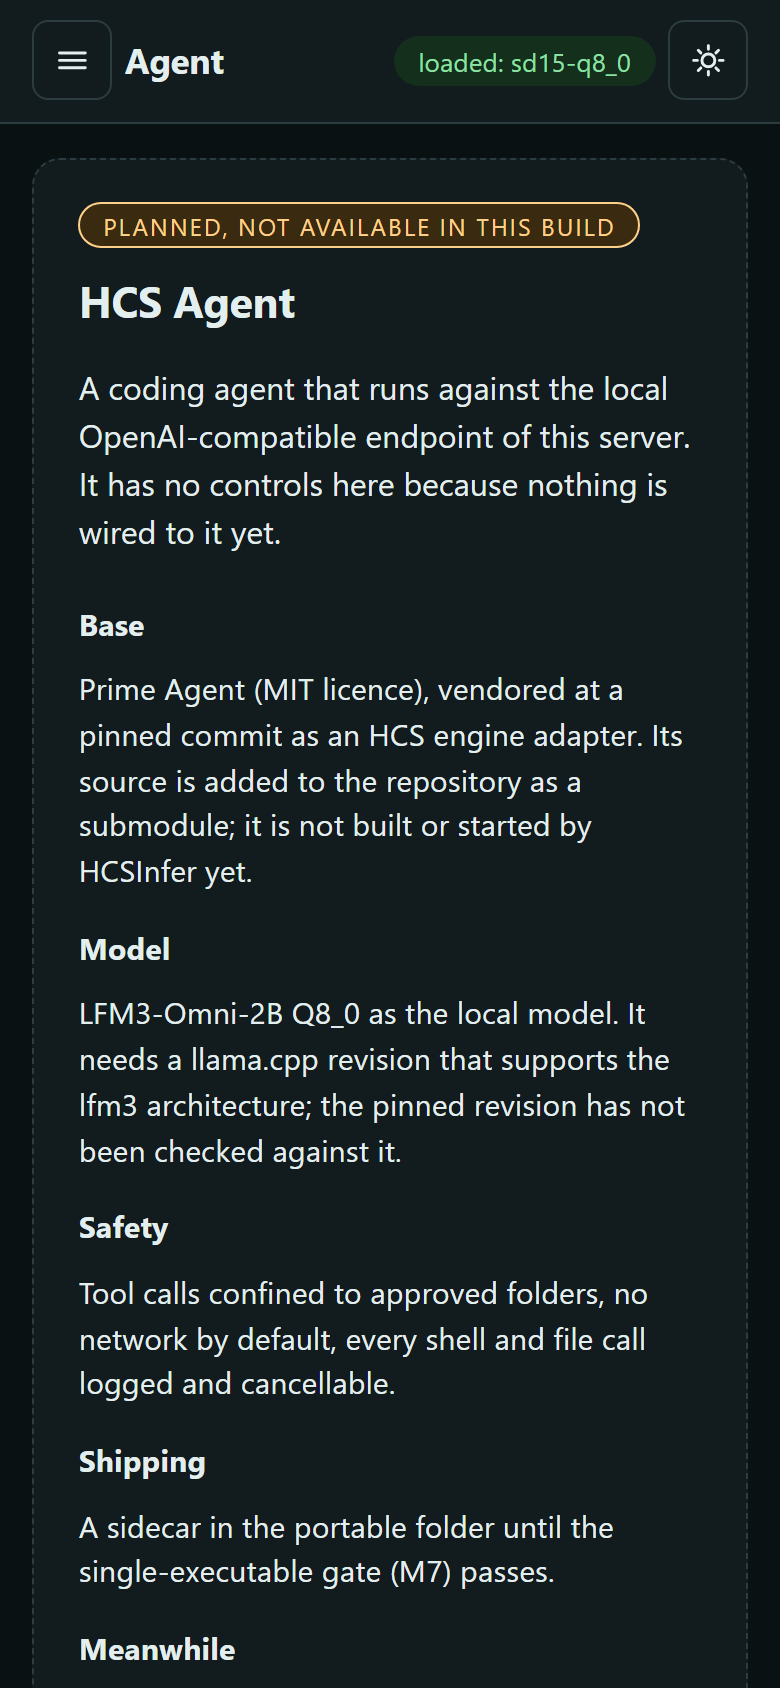 Agent
loaded: sd15-q8_0
PLANNED, NOT AVAILABLE IN THIS BUILD
HCS Agent
A coding agent that runs against the local
OpenAI-compatible endpoint of this server.
It has no controls here because nothing is
wired to it yet.
Base
Prime Agent (MIT licence), vendored at a
pinned commit as an HCS engine adapter. Its
source is added to the repository as a
submodule; it is not built or started by
HCSInfer yet.
Model
LFM3-Omni-2B Q8_0 as the local model. It
needs a llama.cpp revision that supports the
lfm3 architecture; the pinned revision has not
been checked against it.
Safety
Tool calls confined to approved folders, no
network by default, every shell and file call
logged and cancellable.
Shipping
A sidecar in the portable folder until the
single-executable gate (M7) passes.
Meanwhile